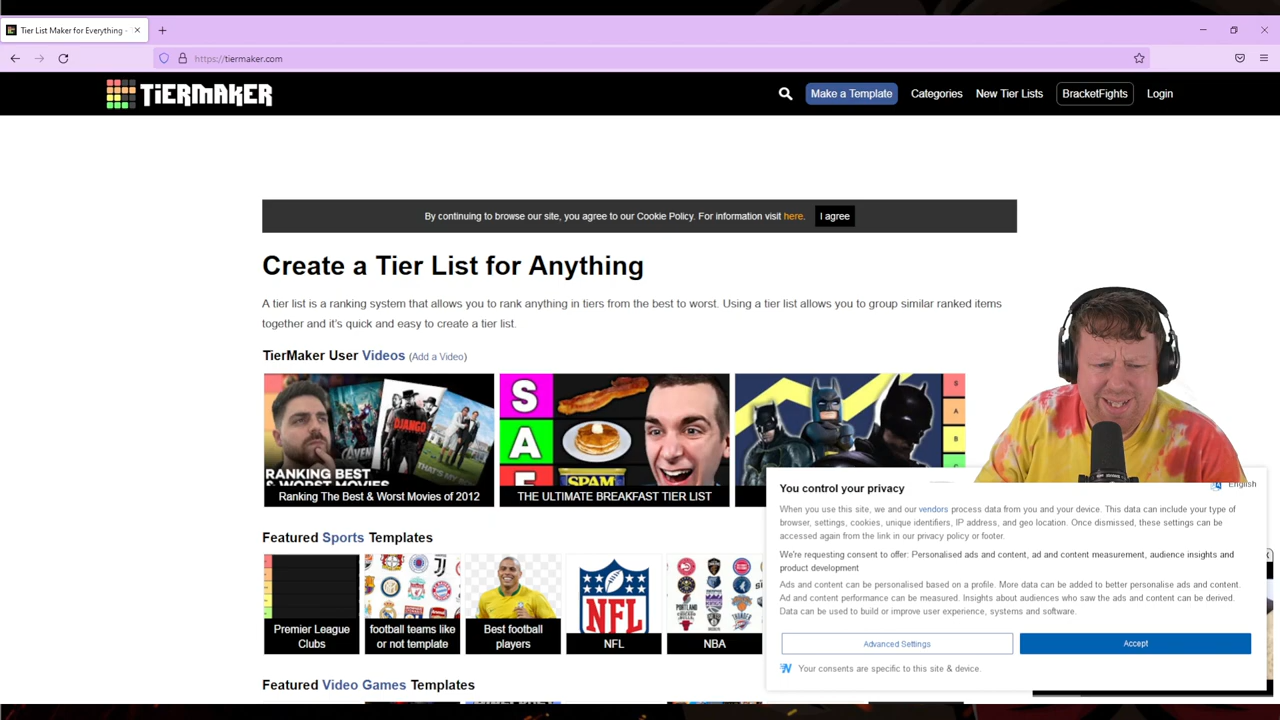 Tier List Maker for Everything -
https://tiermaker.com
TiERMAKER
Make a Template
Categories
New Tier Lists
BracketFights
Login
By continuing to browse our site, you agree to our Cookie Policy. For information visit here. I agree
Create a Tier List for Anything
A tier list is a ranking system that allows you to rank anything in tiers from the best to worst. Using a tier list allows you to group similar ranked items
together and it's quick and easy to create a tier list.
TierMaker User Videos (Add a Video)
DJANGO
THAT'S MY
RANKING BEST
Ranking The Best & Worst Movies of 2012
S
A
SPAM
THE ULTIMATE BREAKFAST TIER LIST
S
A
B
C
You control your privacy
English
When you use this site, we and our vendors process data from you and your device. This data can include your type of
browser, settings, cookies, unique identifiers, IP address, and geo location. Once dismissed, these settings can be
accessed again from the link in our privacy policy or footer.
We're requesting consent to offer: Personalised ads and content, ad and content measurement, audience insights and
product development
Ads and content can be personalised based on a profile. More data can be added to better personalise ads and content.
Ad and content performance can be measured. Insights about audiences who saw the ads and content can be derived.
Data can be used to build or improve user experience, systems and software.
Advanced Settings
Accept
Your consents are specific to this site & device.
Featured Sports Templates
Premier League
Clubs
football teams like
or not template
Best football
players
NFL
NFL
PORTLAND
THUNDER
NBA
Featured Video Games Templates